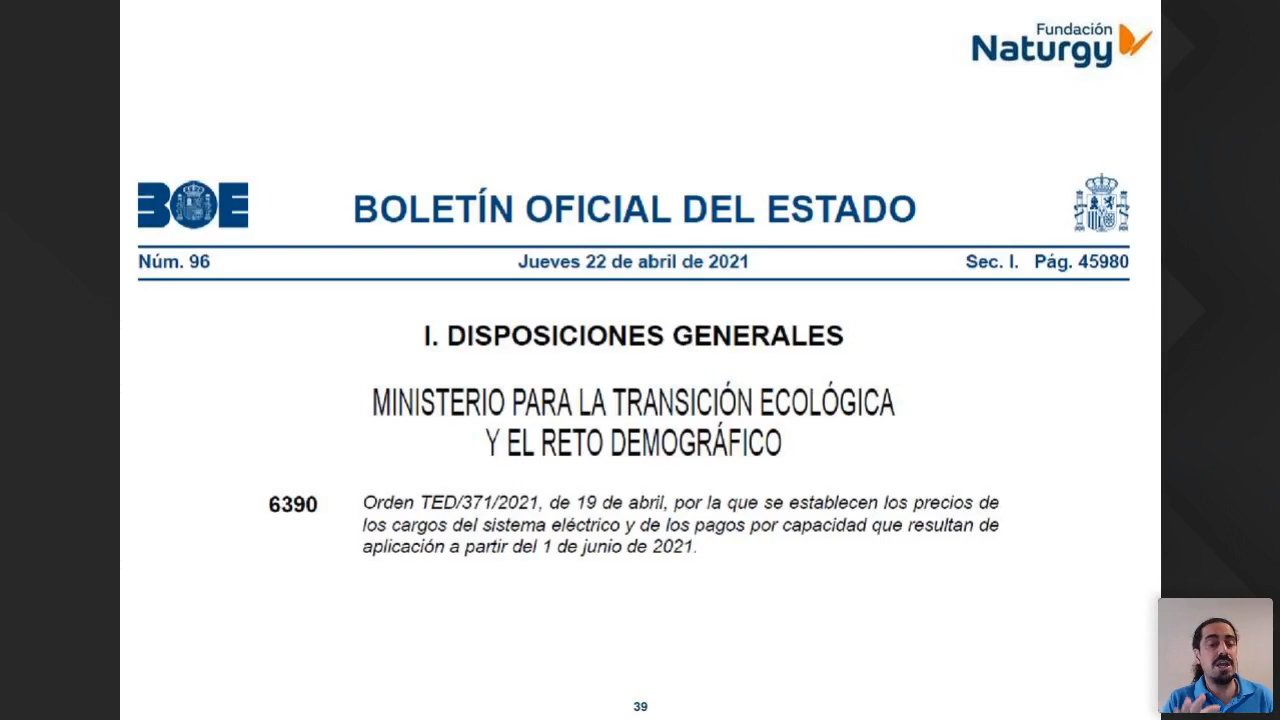 Fundación
Naturgy
BOE
BOLETÍN OFICIAL DEL ESTADO
Núm. 96
Jueves 22 de abril de 2021
Sec. I. Pág. 45980
I. DISPOSICIONES GENERALES
MINISTERIO PARA LA TRANSICIÓN ECOLÓGICA
Y EL RETO DEMOGRÁFICO
6390
Orden TED/371/2021, de 19 de abril, por la que se establecen los precios de
los cargos del sistema eléctrico y de los pagos por capacidad que resultan de
aplicación a partir del 1 de junio de 2021.
39